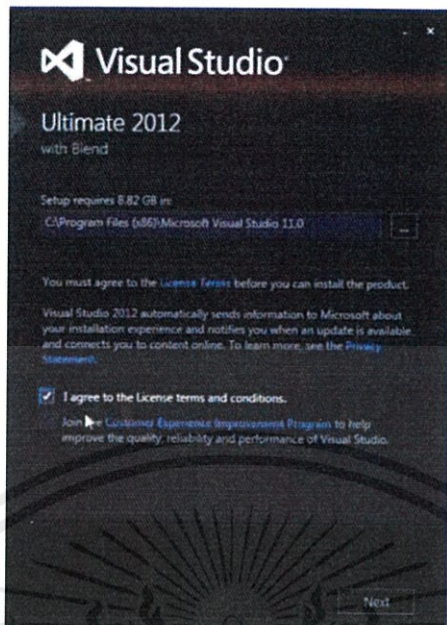 Visual Studio
Ultimate 2012
with Blend
Setup requires 8.82 GB in:
C:\Program Files (x86)\Microsoft Visual Studio 11.0
...
You must agree to the License Terms before you can install the product.
Visual Studio 2012 automatically sends information to Microsoft about
your installation experience and notifies you when an update is available
and connects you to content online. To learn more, see the Privacy
Statement.
I agree to the License terms and conditions.
Join the Customer Experience Improvement Program to help
improve the quality, reliability and performance of Visual Studio.
Next